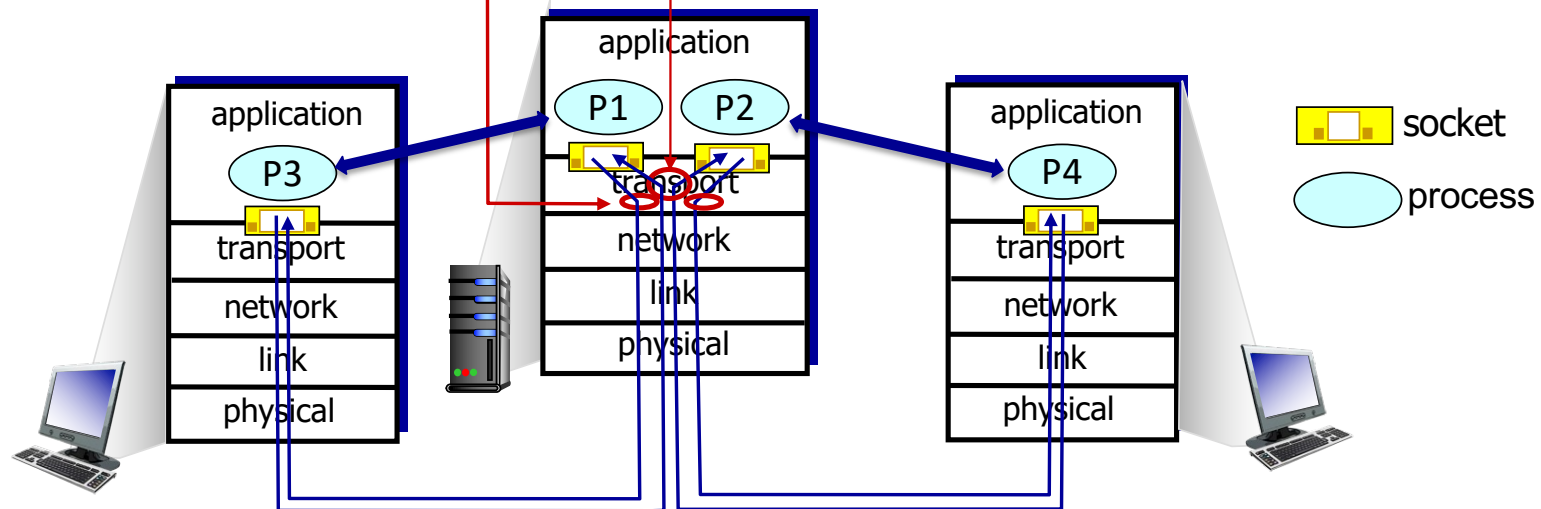 application
P3
transport
network
link
physical
application
P1 P2
transport
network
link
physical
application
P4
transport
network
link
physical
socket
process